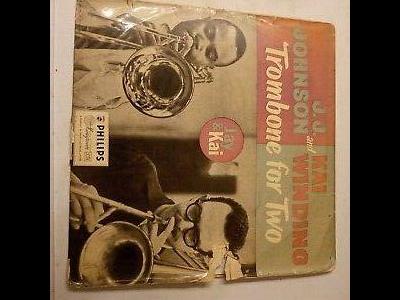 J. J. KAI
JOHNSON and WINDING
Trombone for Two
Jay
&
Kai
PHILIPS